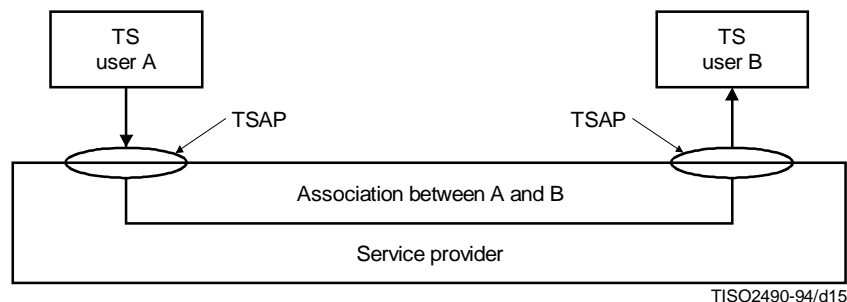 TS
user A
TS
user B
TSAP
TSAP
Association between A and B
Service provider
TISO2490-94/d15